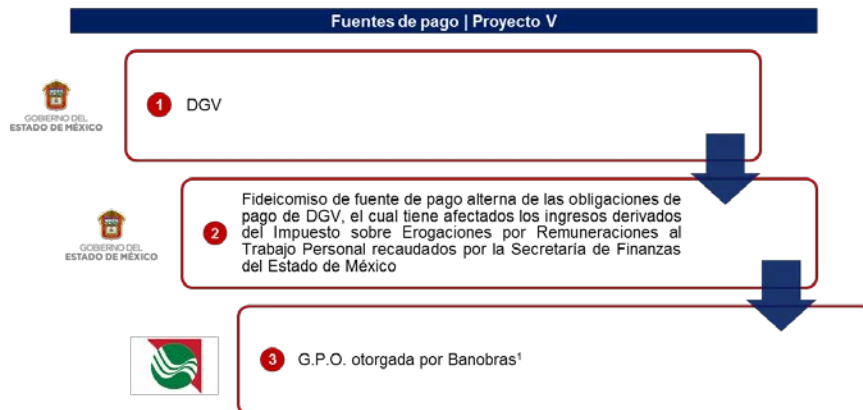 Fuentes de pago | Proyecto V
GOBIERNO DEL
ESTADO DE MÉXICO
1 DGV
GOBIERNO DEL
ESTADO DE MÉXICO
2
Fideicomiso de fuente de pago alterna de las obligaciones de
pago de DGV, el cual tiene afectados los ingresos derivados
del Impuesto sobre Erogaciones por Remuneraciones al
Trabajo Personal recaudados por la Secretaría de Finanzas
del Estado de México
3 G.P.O. otorgada por Banobras¹